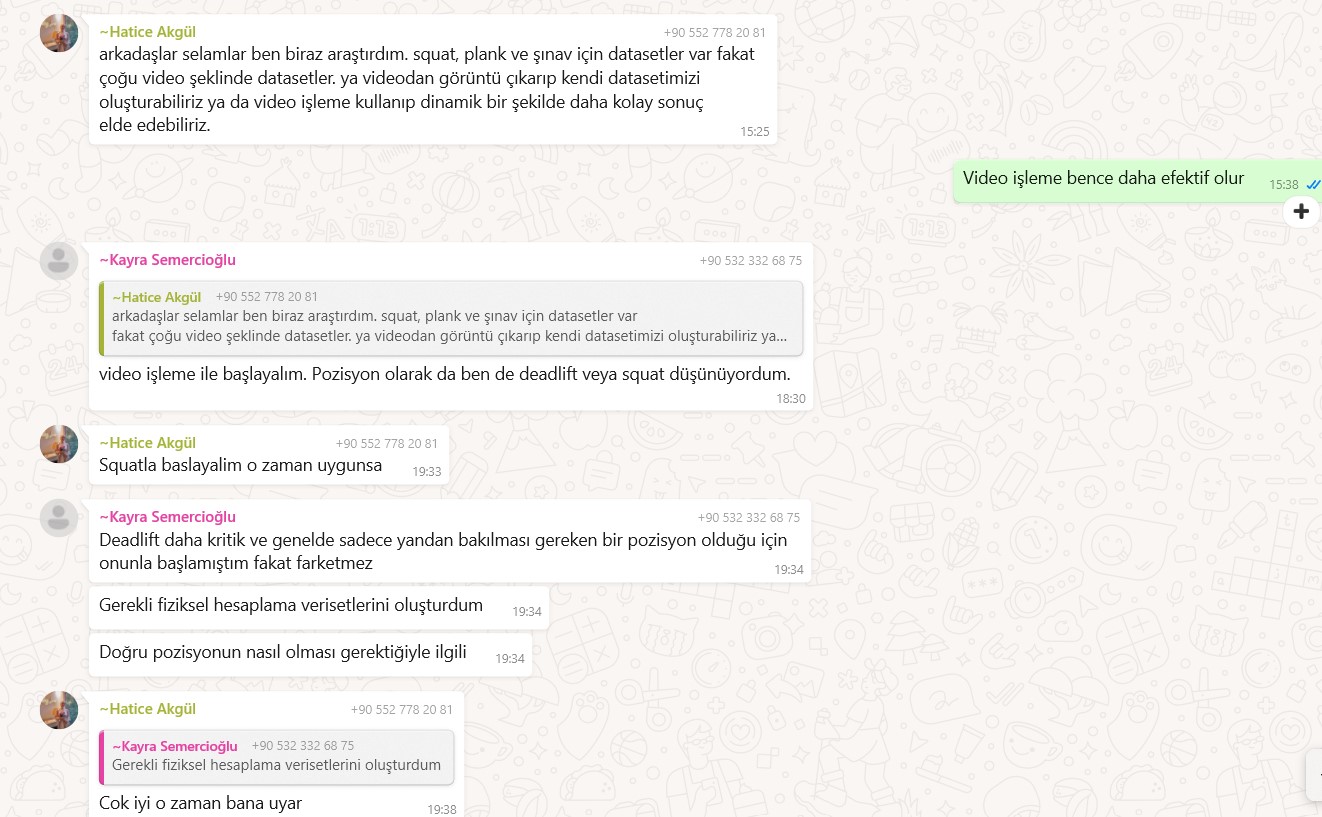 ~Hatice Akgül +90 552 778 20 81
arkadaşlar selamlar ben biraz araştırdım. squat, plank ve şınav için datasetler var fakat
çoğu video şeklinde datasetler. ya videodan görüntü çıkarıp kendi datasetimizi
oluşturabiliriz ya da video işleme kullanıp dinamik bir şekilde daha kolay sonuç
elde edebiliriz.
15:25
Video işleme bence daha efektif olur 15:38
~Kayra Semercioğlu +90 532 332 68 75
~Hatice Akgül +90 552 778 20 81
arkadaşlar selamlar ben biraz araştırdım. squat, plank ve şınav için datasetler var
fakat çoğu video şeklinde datasetler. ya videodan görüntü çıkarıp kendi datasetimizi oluşturabiliriz ya...
video işleme ile başlayalım. Pozisyon olarak da ben de deadlift veya squat düşünüyordum.
18:30
~Hatice Akgül +90 552 778 20 81
Squatla baslayalim o zaman uygunsa 19:33
~Kayra Semercioğlu +90 532 332 68 75
Deadlift daha kritik ve genelde sadece yandan bakılması gereken bir pozisyon olduğu için
onunla başlamıştım fakat farketmez 19:34
Gerekli fiziksel hesaplama verisetlerini oluşturdum 19:34
Doğru pozisyonun nasıl olması gerektiğiyle ilgili 19:34
~Hatice Akgül +90 552 778 20 81
~Kayra Semercioğlu +90 532 332 68 75
Gerekli fiziksel hesaplama verisetlerini oluşturdum
Cok iyi o zaman bana uyar 19:38